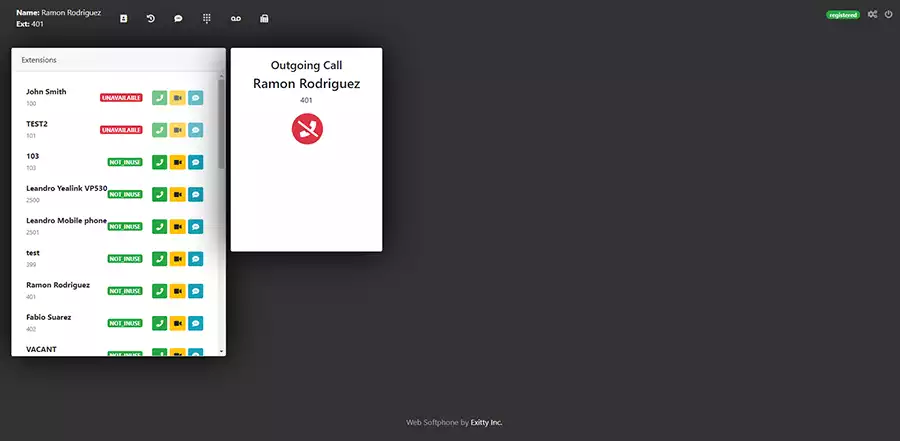 Name: Ramon Rodriguez
Ext: 401
registered
Extensions
John Smith
100
UNAVAILABLE
TEST2
101
UNAVAILABLE
103
103
NOT_INUSE
Leandro Yealink VP530
2500
NOT_INUSE
Leandro Mobile phone
2501
NOT_INUSE
test
399
NOT_INUSE
Ramon Rodriguez
401
NOT_INUSE
Fabio Suarez
402
NOT_INUSE
VACANT
NOT_INUSE
Outgoing Call
Ramon Rodriguez
401
Web Softphone by Exitty Inc.